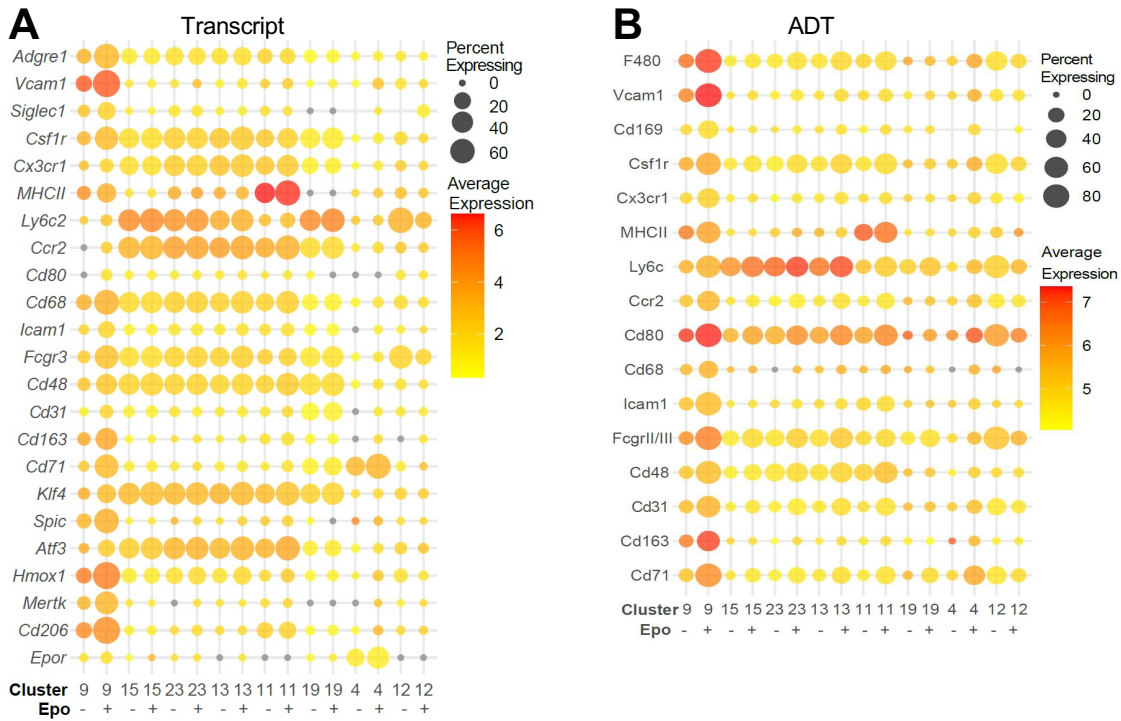 A
Transcript
Adgre1
Vcam1
Siglec1
Csf1r
Cx3cr1
MHCII
Ly6c2
Ccr2
Cd80
Cd68
Icam1
Fcgr3
Cd48
Cd31
Cd163
Cd71
Klf4
Spic
Atf3
Hmox1
Mertk
Cd206
Epor
Cluster 9 9 15 15 23 23 13 13 11 11 19 19 4 4 12 12
Epo - + - + - + - + - + - + - + - +
Percent
Expressing
0
20
40
60
Average
Expression
6
4
2
B
ADT
F480
Vcam1
Cd169
Csf1r
Cx3cr1
MHCII
Ly6c
Ccr2
Cd80
Cd68
Icam1
FcgrII/III
Cd48
Cd31
Cd163
Cd71
Cluster 9 9 15 15 23 23 13 13 11 11 19 19 4 4 12 12
Epo - + - + - + - + - + - + - + - +
Percent
Expressing
0
20
40
60
80
Average
Expression
7
6
5